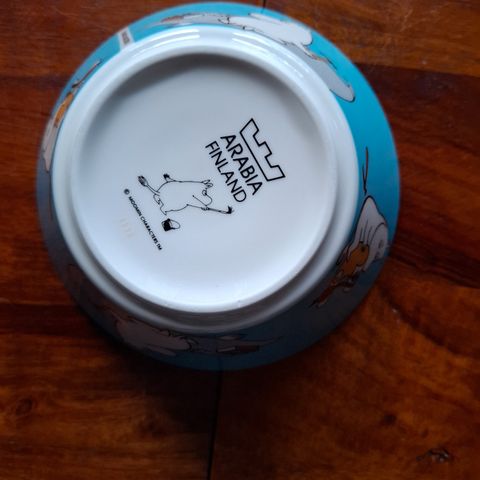 ARABIA
FINLAND
© MOOMIN CHARACTERS TM